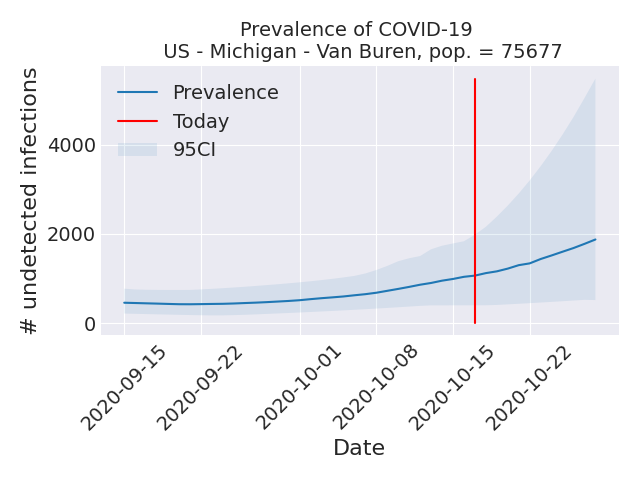 Prevalence of COVID-19
US - Michigan - Van Buren, pop. = 75677
# undetected infections
4000
2000
0
Prevalence
Today
95CI
2020-09-15
2020-09-22
2020-10-01
2020-10-08
2020-10-15
2020-10-22
Date